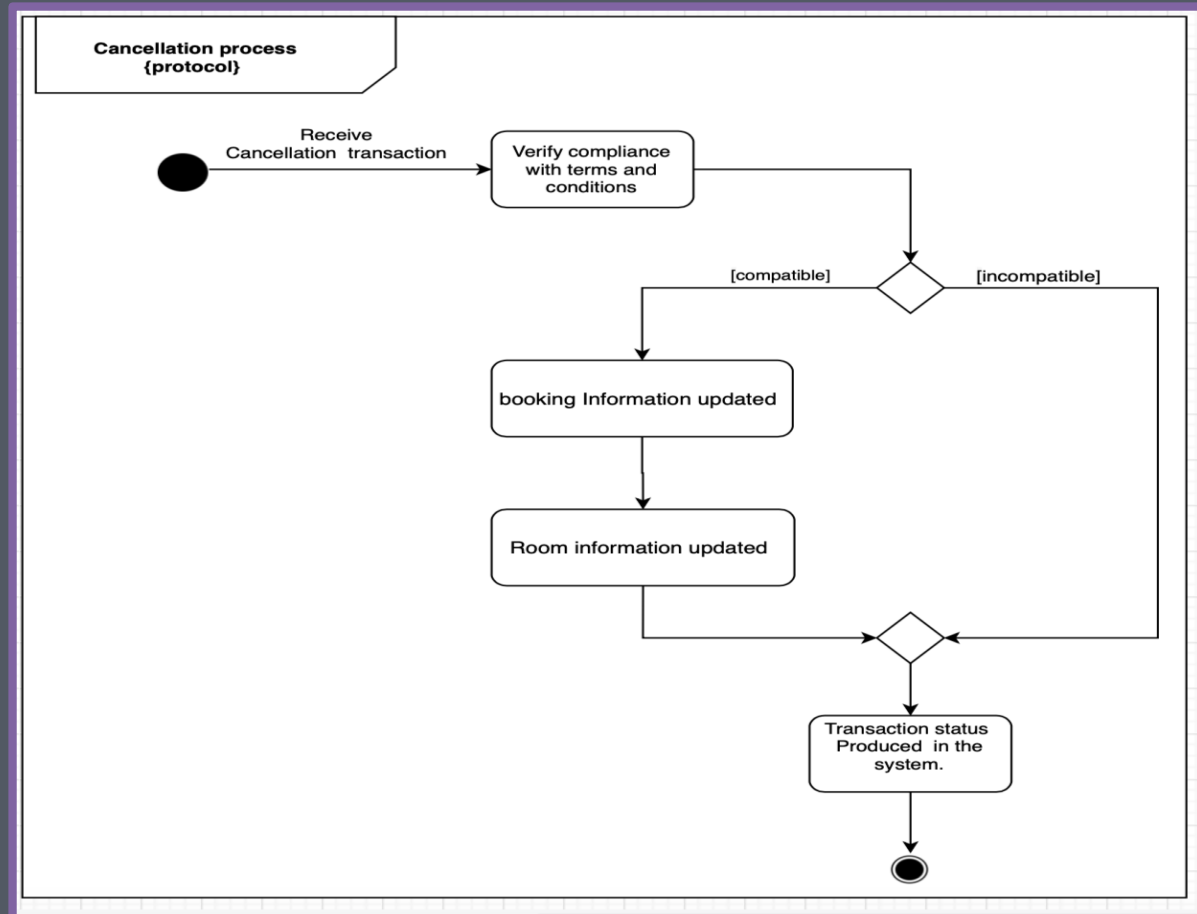 Cancellation process
{protocol}
Receive
Cancellation transaction
Verify compliance
with terms and
conditions
[compatible]
[incompatible]
booking Information updated
Room information updated
Transaction status
Produced in the
system.